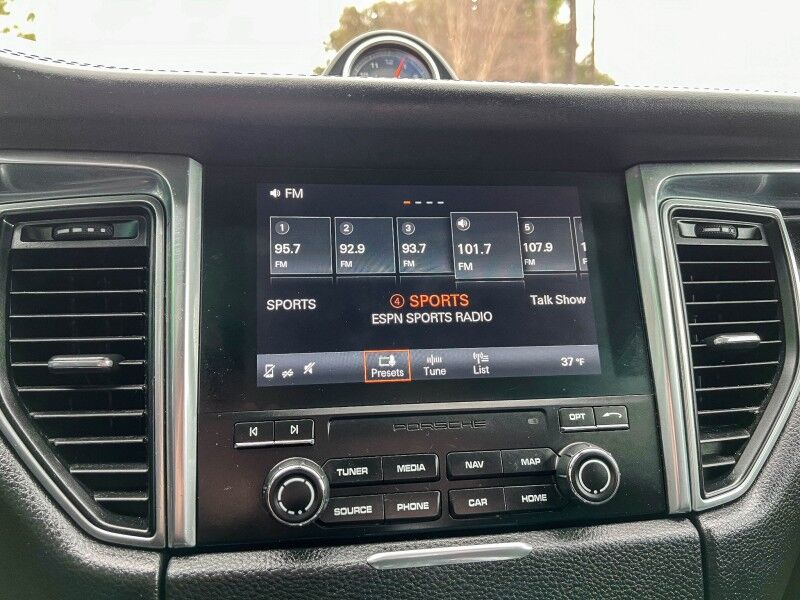 FM
1 2 3 5
95.7 92.9 93.7 101.7 107.9 1
FM FM FM FM FM
SPORTS ④ SPORTS Talk Show
ESPN SPORTS RADIO
Presets Tune List 37 °F
PORSCHE
OPT
TUNER MEDIA NAV MAP
SOURCE PHONE CAR HOME